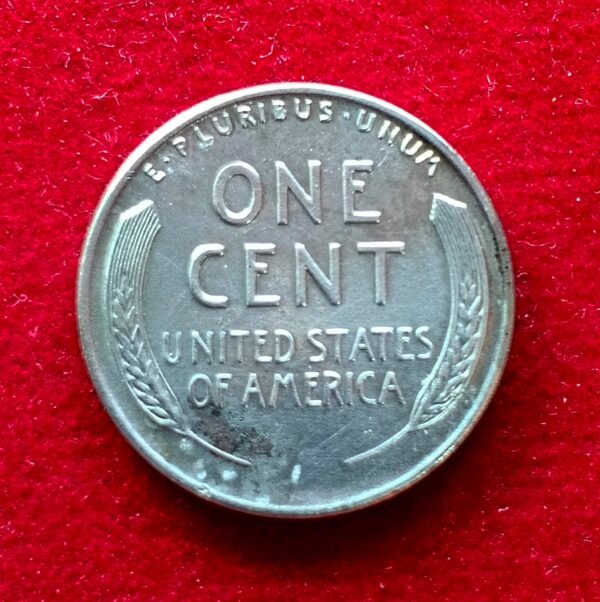 E·PLURIBUS·UNUM
ONE
CENT
UNITED STATES
OF AMERICA